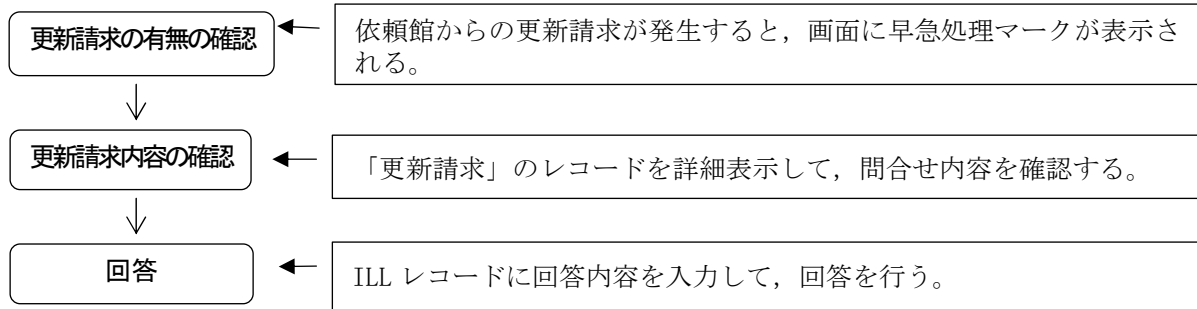 更新請求の有無の確認
依頼館からの更新請求が発生すると，画面に早急処理マークが表示さ
れる。
更新請求内容の確認
「更新請求」のレコードを詳細表示して，問合せ内容を確認する。
回答
ILL レコードに回答内容を入力して，回答を行う。